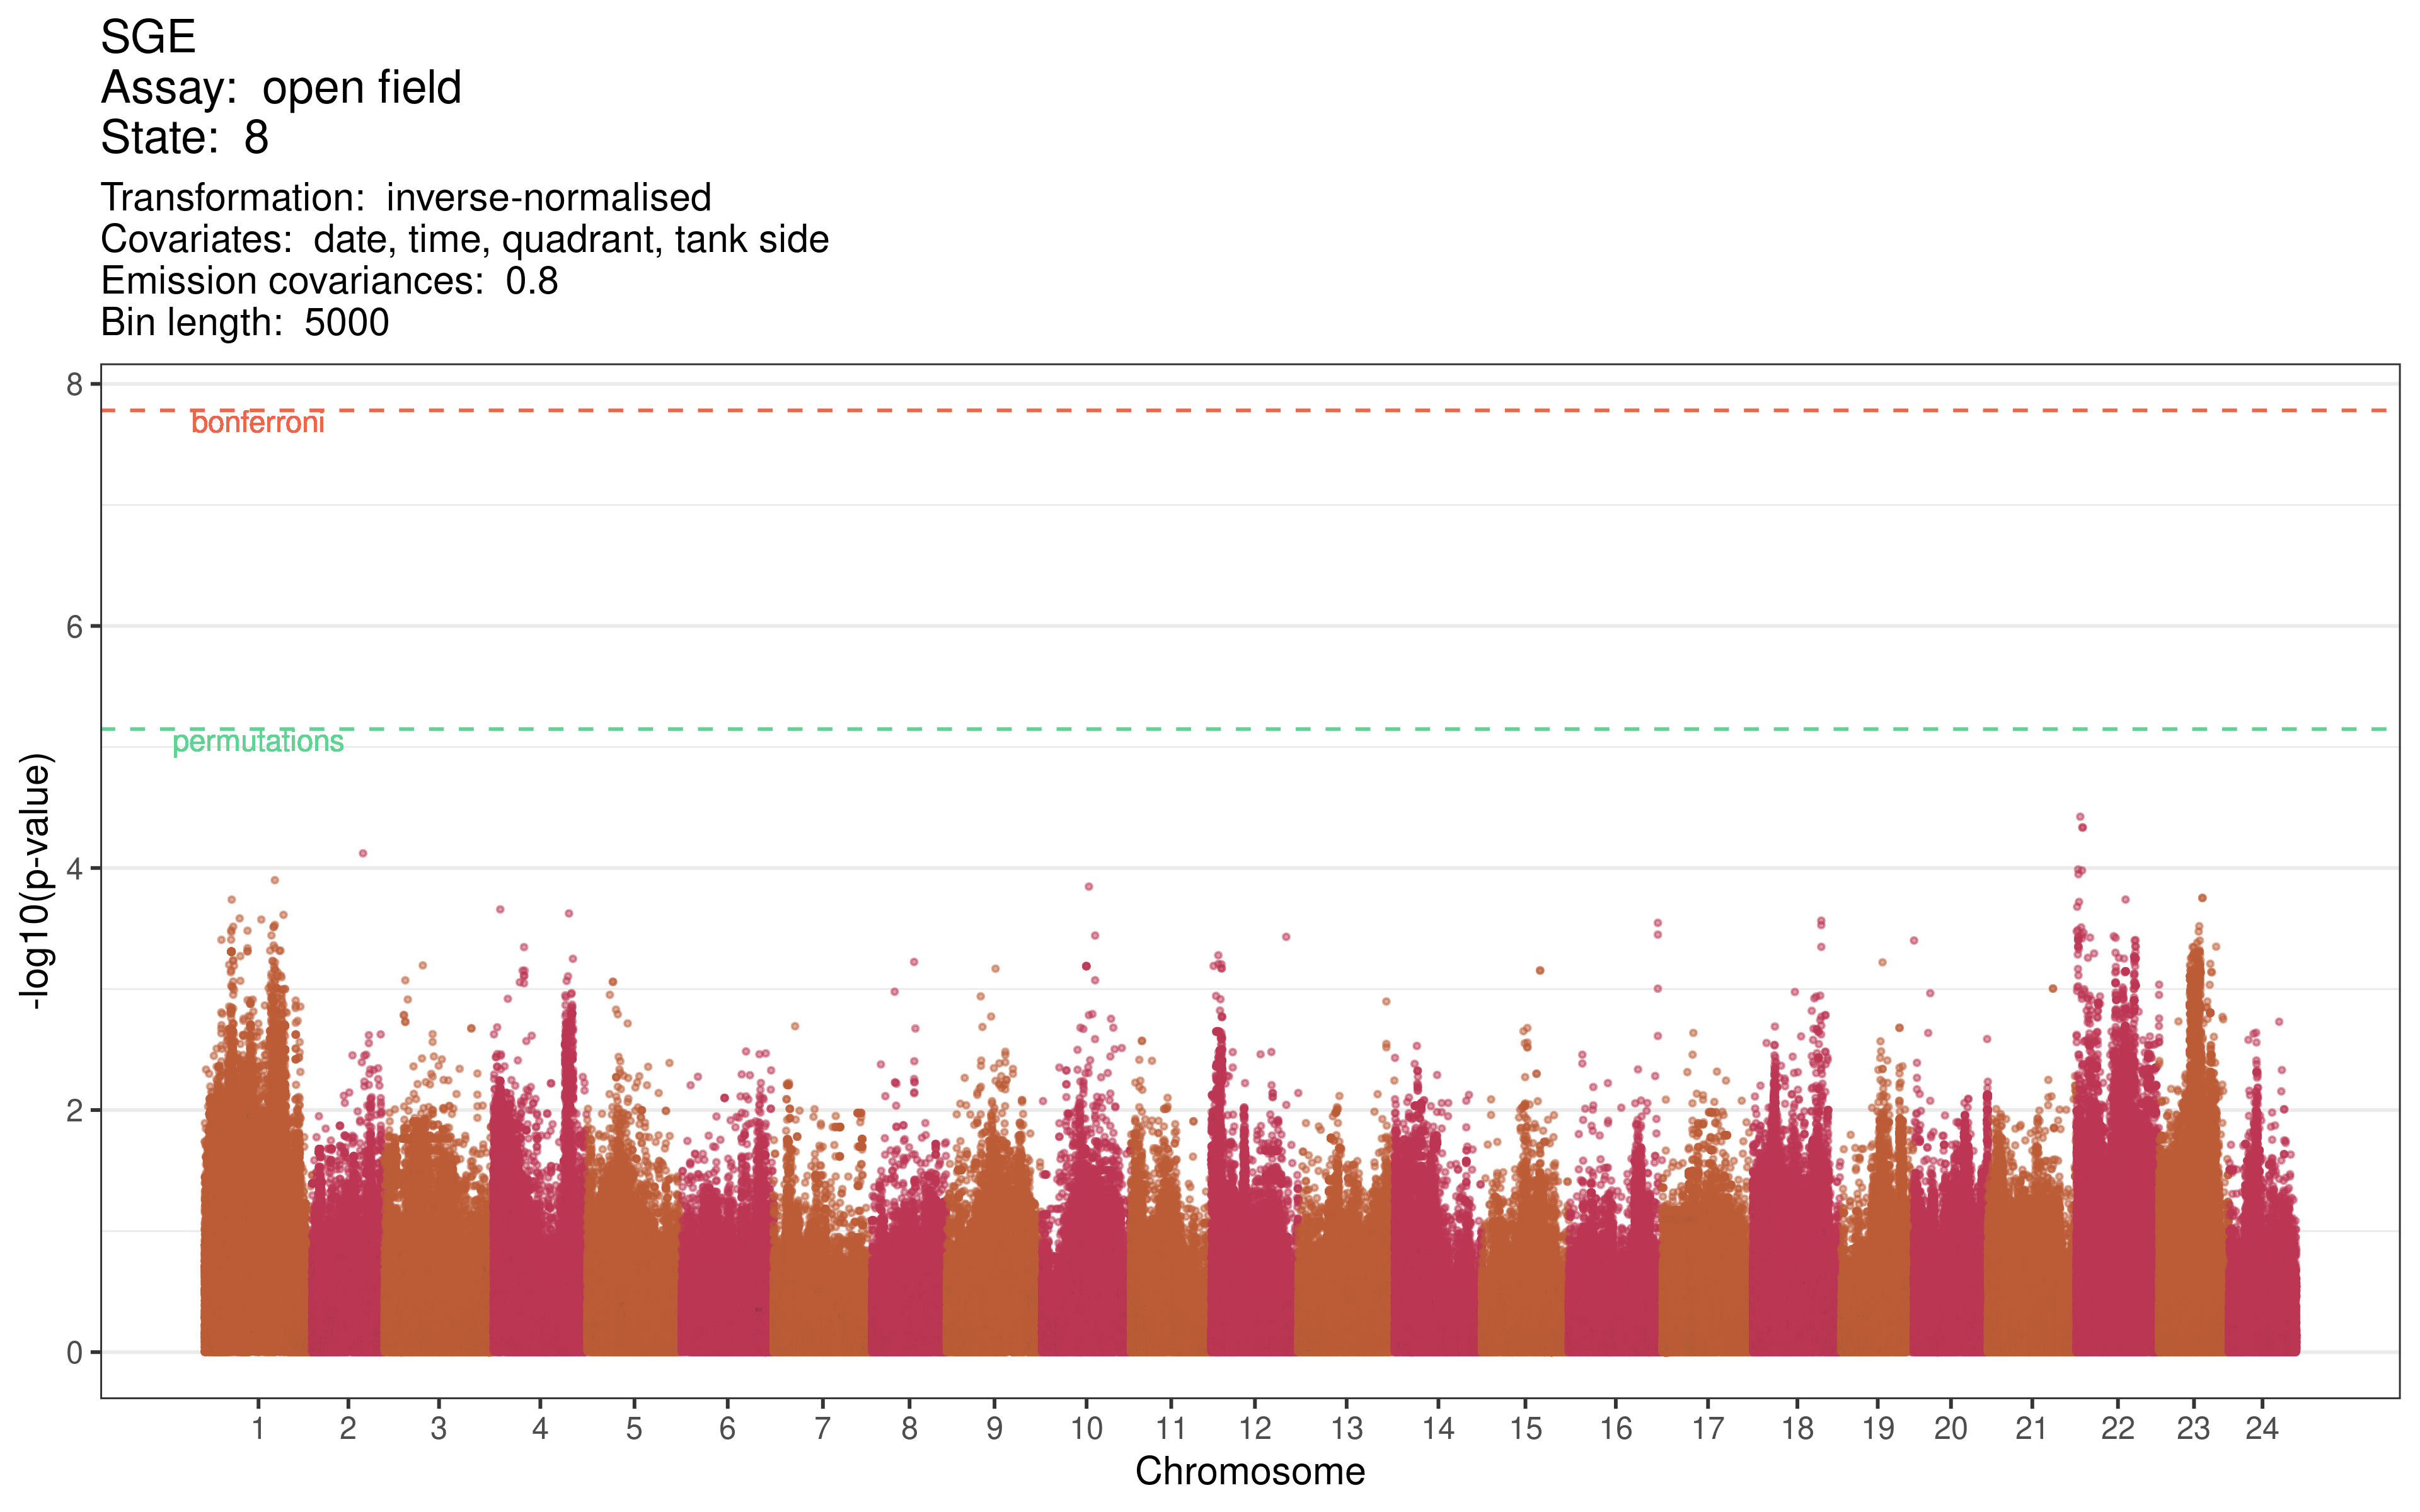 SGE
Assay:  open field
State:  8
Transformation:  inverse-normalised
Covariates:  date, time, quadrant, tank side
Emission covariances:  0.8
Bin length:  5000
8
bonferroni
6
permutations
4
2
0
-log10(p-value)
1 2 3 4 5 6 7 8 9 10 11 12 13 14 15 16 17 18 19 20 21 22 23 24
Chromosome